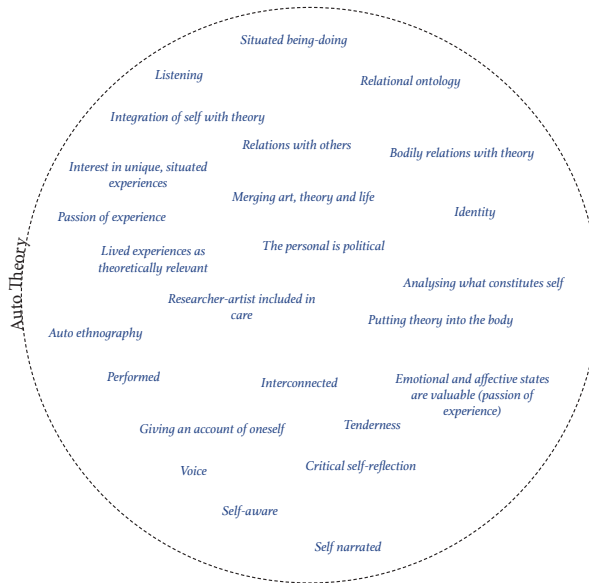 Situated being-doing
Listening
Relational ontology
Integration of self with theory
Relations with others
Bodily relations with theory
Interest in unique, situated
experiences
Merging art, theory and life
Passion of experience
Identity
Auto Theory
Lived experiences as
theoretically relevant
The personal is political
Analysing what constitutes self
Researcher-artist included in
care
Putting theory into the body
Auto ethnography
Performed
Interconnected
Emotional and affective states
are valuable (passion of
experience)
Giving an account of oneself
Tenderness
Voice
Critical self-reflection
Self-aware
Self narrated